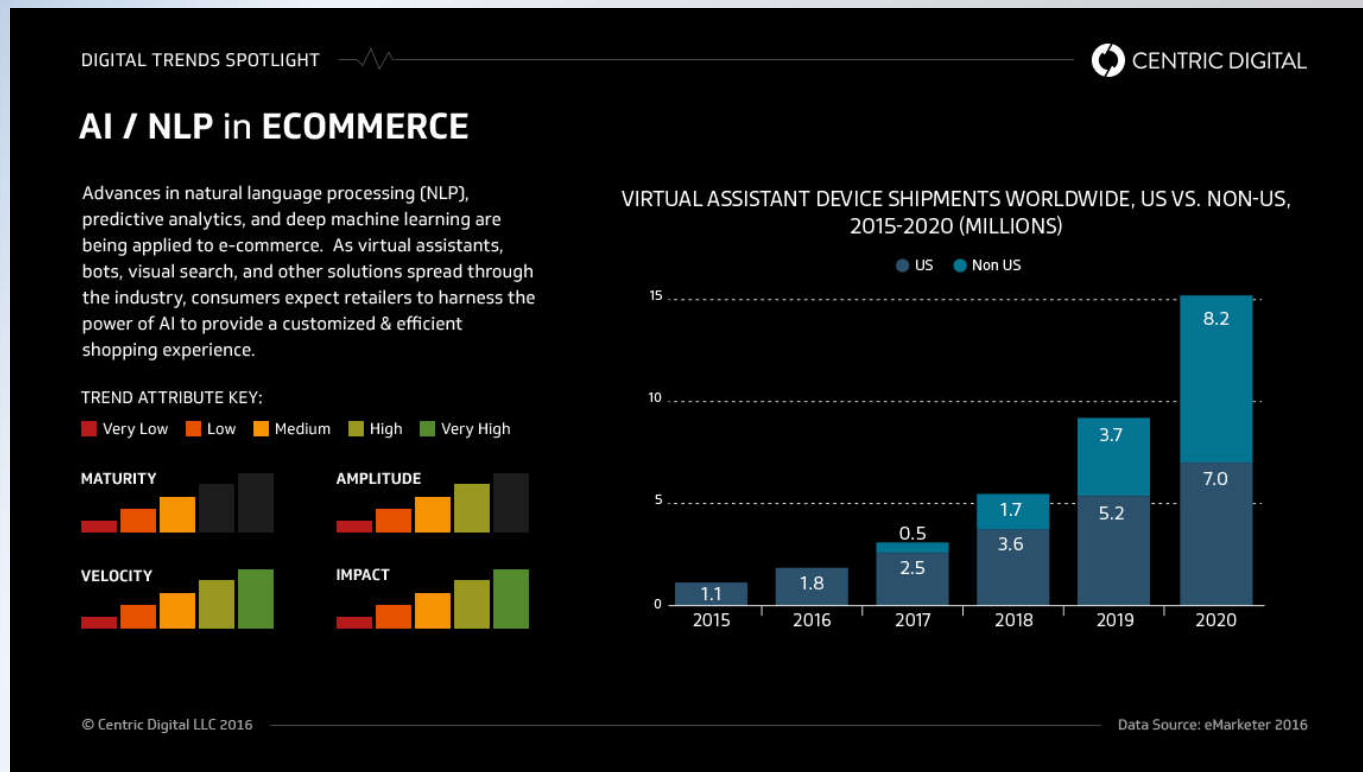 DIGITAL TRENDS SPOTLIGHT
CENTRIC DIGITAL
AI / NLP in ECOMMERCE
Advances in natural language processing (NLP),
predictive analytics, and deep machine learning are
being applied to e-commerce. As virtual assistants,
bots, visual search, and other solutions spread through
the industry, consumers expect retailers to harness the
power of AI to provide a customized & efficient
shopping experience.
TREND ATTRIBUTE KEY:
Very Low Low Medium High Very High
MATURITY
AMPLITUDE
VELOCITY
IMPACT
VIRTUAL ASSISTANT DEVICE SHIPMENTS WORLDWIDE, US VS. NON-US,
2015-2020 (MILLIONS)
US Non US
15
10
5
0
1.1
1.8
0.5
2.5
1.7
3.6
3.7
5.2
8.2
7.0
2015 2016 2017 2018 2019 2020
© Centric Digital LLC 2016
Data Source: eMarketer 2016